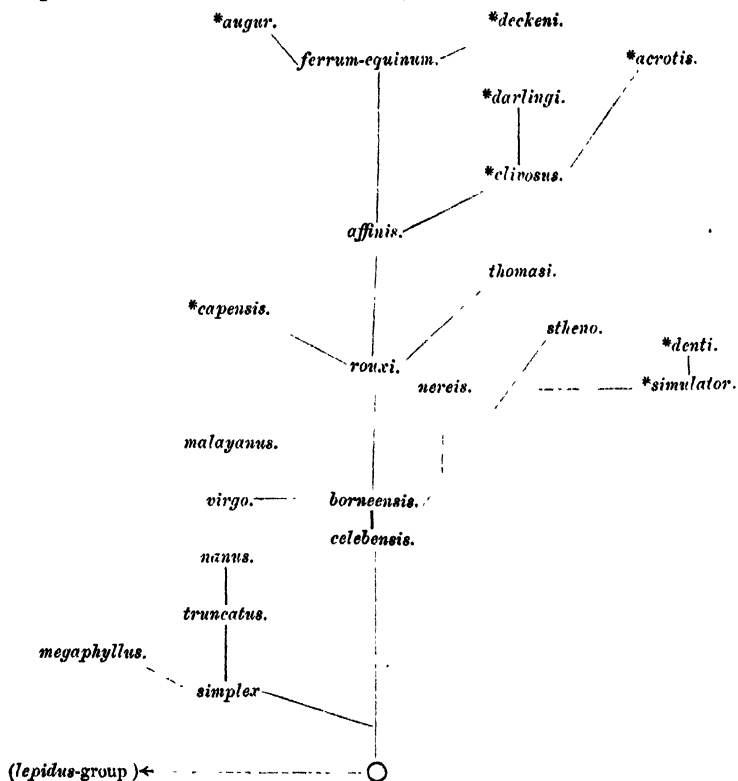 *augur.
*deckeni.
ferrum-equinum.
*acrotis.
*darlingi.
*clivosus.
affinis.
thomasi.
*capensis.
stheno.
*denti.
rouxi.
nereis.
*simulator.
malayanus.
virgo.
borneensis.
celebensis.
nanus.
truncatus.
megaphyllus.
simplex
(lepidus-group)